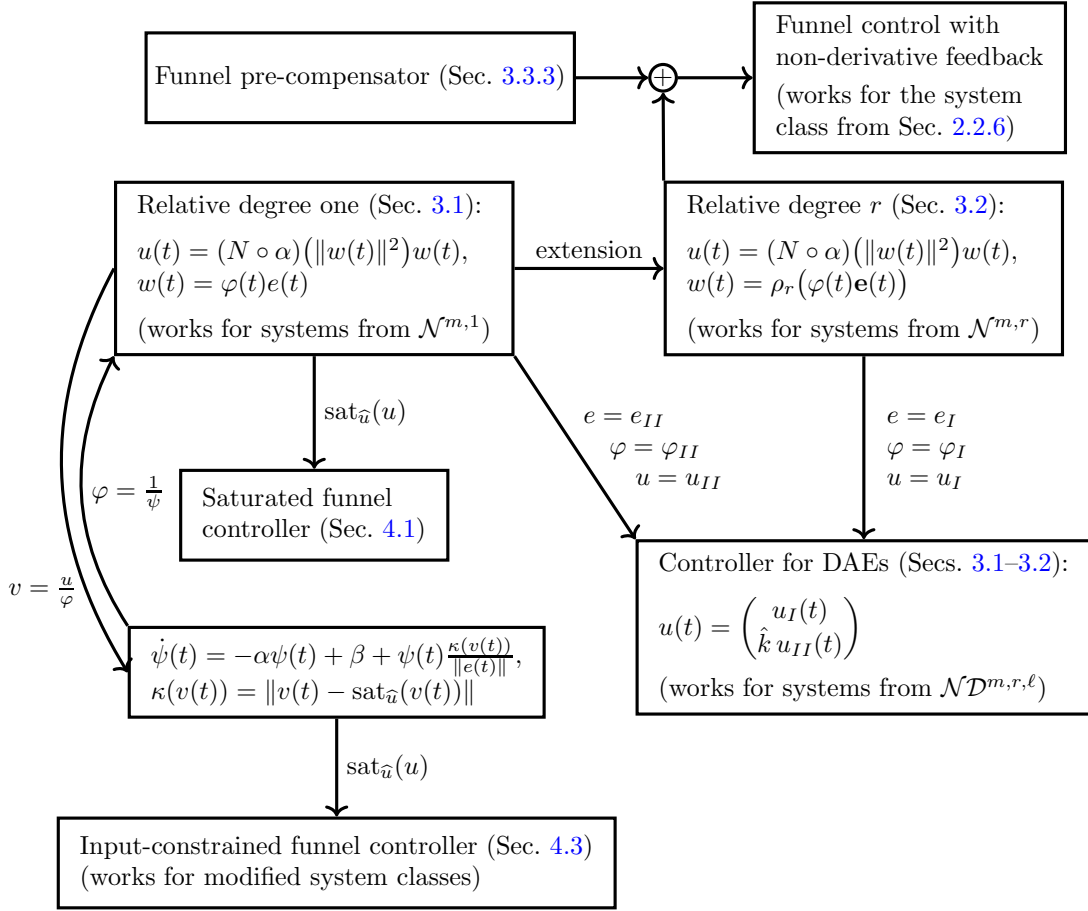 Funnel pre-compensator (Sec. 3.3.3)
+
Funnel control with
non-derivative feedback
(works for the system
class from Sec. 2.2.6)
Relative degree one (Sec. 3.1):
u(t) = (N ∘ α)(‖w(t)‖²)w(t),
w(t) = φ(t)e(t)
(works for systems from 𝒩^{m,1})
extension
Relative degree r (Sec. 3.2):
u(t) = (N ∘ α)(‖w(t)‖²)w(t),
w(t) = ρ_r(φ(t)𝐞(t))
(works for systems from 𝒩^{m,r})
sat_û(u)
e = e_{II}
φ = φ_{II}
u = u_{II}
e = e_I
φ = φ_I
u = u_I
φ = 1/ψ
Saturated funnel
controller (Sec. 4.1)
v = u/φ
Controller for DAEs (Secs. 3.1–3.2):
u(t) = ( u_I(t)
k̂ u_{II}(t) )
(works for systems from 𝒩𝒟^{m,r,ℓ})
ψ̇(t) = −αψ(t) + β + ψ(t) κ(v(t))/‖e(t)‖,
κ(v(t)) = ‖v(t) − sat_û(v(t))‖
sat_û(u)
Input-constrained funnel controller (Sec. 4.3)
(works for modified system classes)